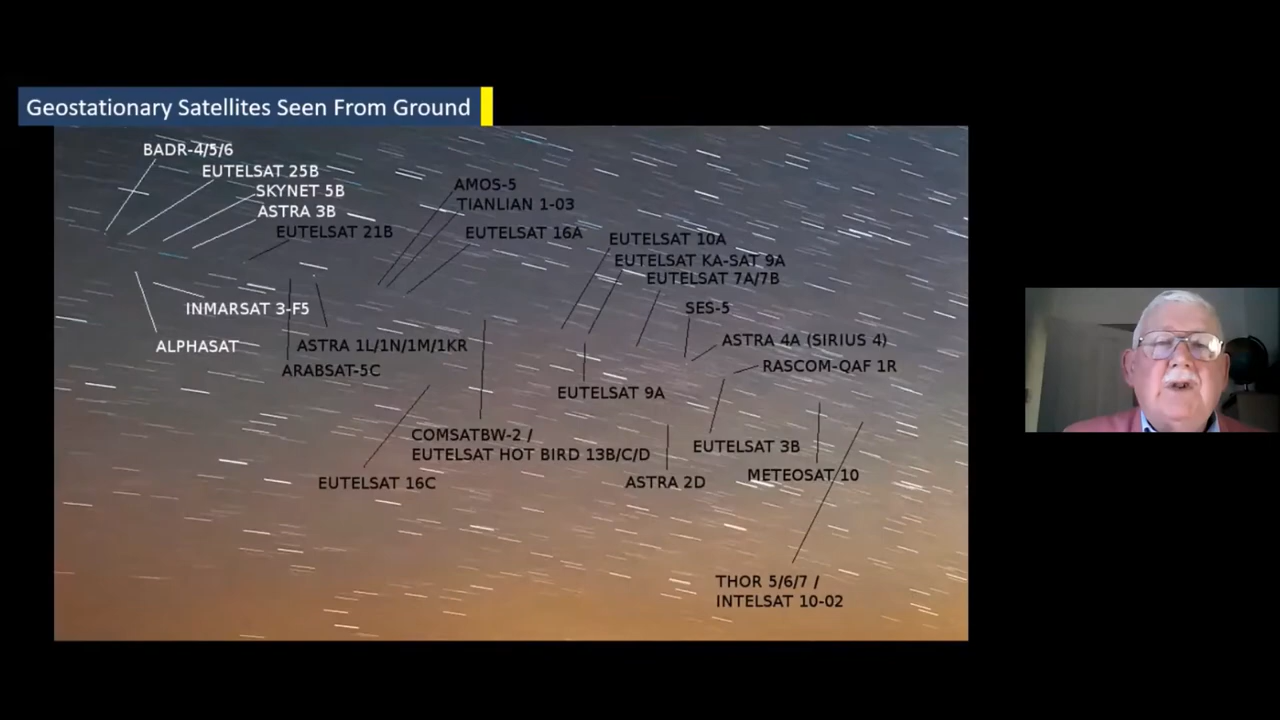 Geostationary Satellites Seen From Ground
BADR-4/5/6
EUTELSAT 25B
SKYNET 5B
ASTRA 3B
EUTELSAT 21B
AMOS-5
TIANLIAN 1-03
EUTELSAT 16A
EUTELSAT 10A
EUTELSAT KA-SAT 9A
EUTELSAT 7A/7B
SES-5
INMARSAT 3-F5
ALPHASAT
ASTRA 1L/1N/1M/1KR
ARABSAT-5C
ASTRA 4A (SIRIUS 4)
RASCOM-QAF 1R
EUTELSAT 9A
COMSATBW-2 /
EUTELSAT HOT BIRD 13B/C/D
EUTELSAT 16C
EUTELSAT 3B
ASTRA 2D
METEOSAT 10
THOR 5/6/7 /
INTELSAT 10-02